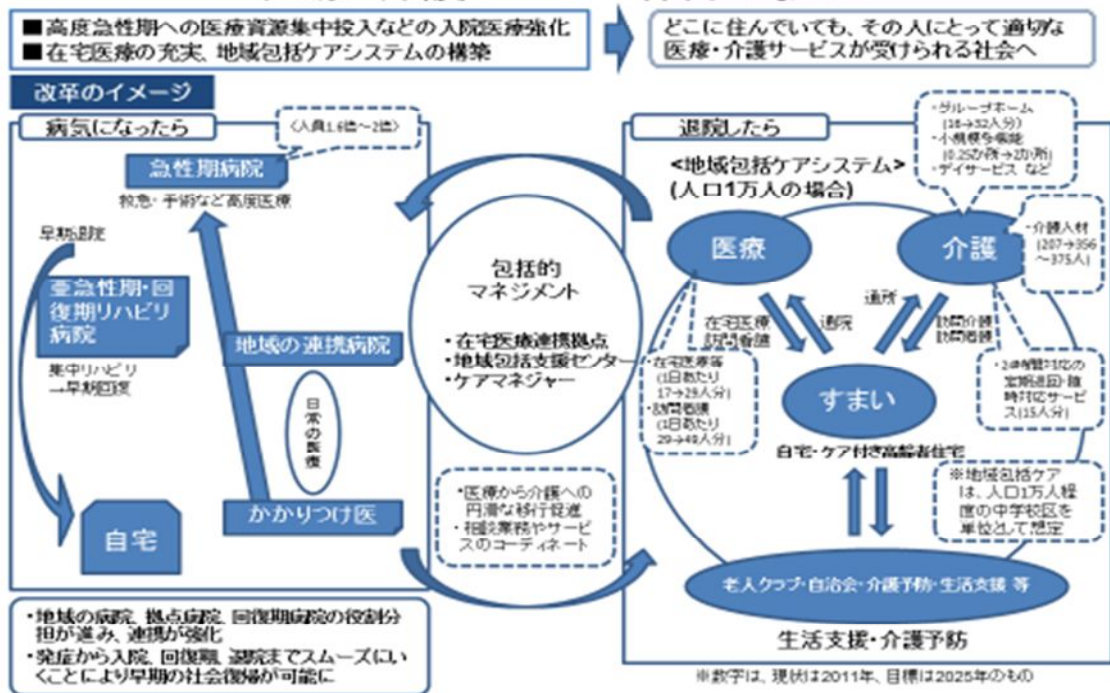 ■高度急性期への医療資源集中投入などの入院医療強化
■在宅医療の充実、地域包括ケアシステムの構築
どこに住んでいても、その人にとって適切な
医療・介護サービスが受けられる社会へ
改革のイメージ
病気になったら
〈人員1.6倍~2倍〉
急性期病院
救急・手術など高度医療
早期退院
亜急性期・回
復期リハビリ
病院
集中リハビリ
→早期回復
地域の連携病院
日常の医療
かかりつけ医
自宅
・地域の病院、拠点病院、回復期病院の役割分
担が進み、連携が強化
・発症から入院、回復期、退院までスムーズにい
くことにより早期の社会復帰が可能に
包括的
マネジメント
・在宅医療連携拠点
・地域包括支援センター
・ケアマネジャー
・医療から介護への
円滑な移行促進
・相談業務やサービ
スのコーディネート
退院したら
<地域包括ケアシステム>
(人口1万人の場合)
・グループホーム
(16→32人分)
・小規模多機能
(0.25か所→2か所)
・デイサービス など
医療
介護
・介護人材
(207→356
~375人)
在宅医療
訪問看護
通院
通所
訪問介護
訪問看護
・在宅医療等
(1日あたり
17→29人分)
・訪問看護
(1日あたり
29→49人分)
・24時間対応の
定期巡回・随
時対応サービ
ス(15人分)
すまい
自宅・ケア付き高齢者住宅
※地域包括ケア
は、人口1万人程
度の中学校区を
単位として想定
老人クラブ・自治会・介護予防・生活支援 等
生活支援・介護予防
※数字は、現状は2011年、目標は2025年のもの